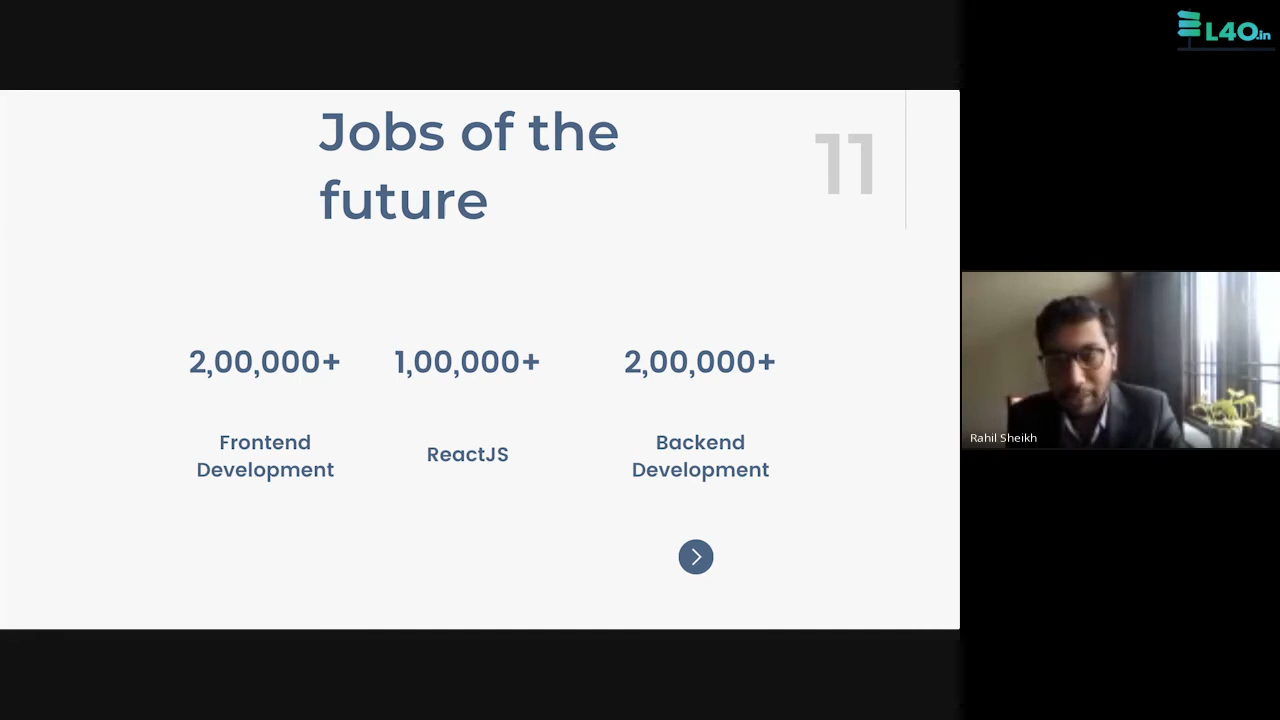 L4O.in
Jobs of the
future
11
2,00,000+
1,00,000+
2,00,000+
Frontend
Development
ReactJS
Backend
Development
Rahil Sheikh